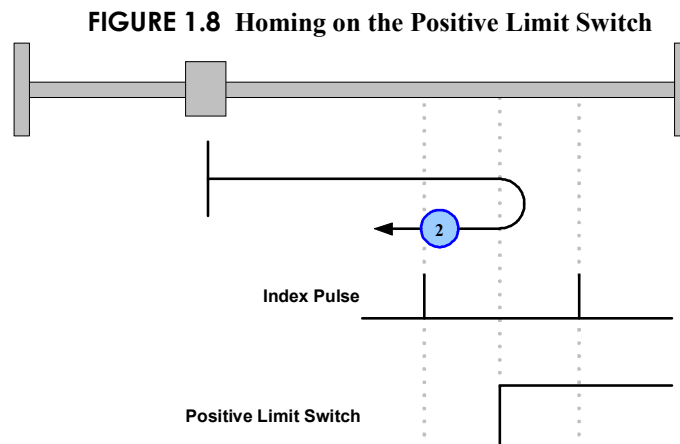 FIGURE 1.8 Homing on the Positive Limit Switch
2
Index Pulse
Positive Limit Switch